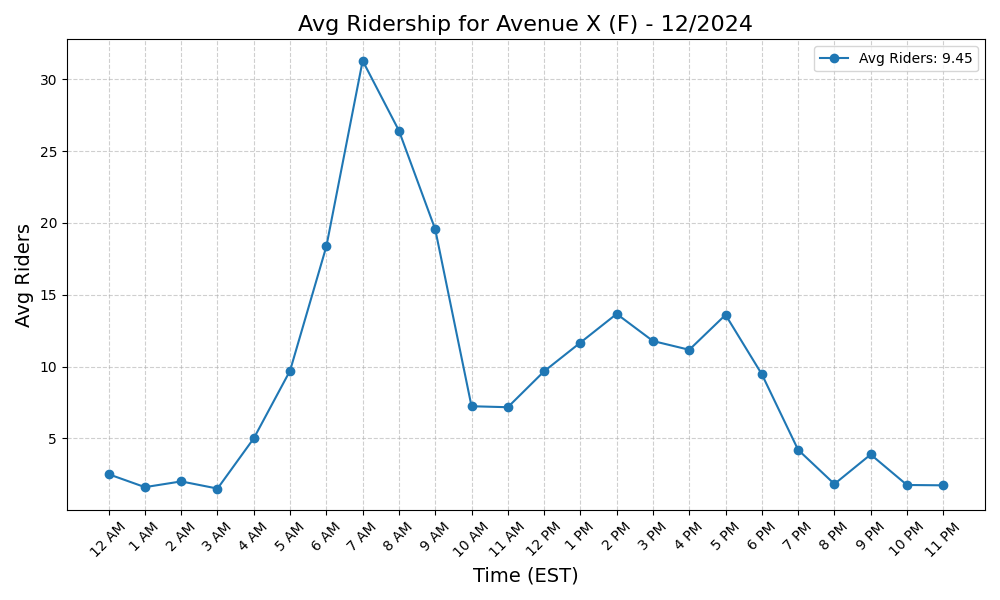 Avg Ridership for Avenue X (F) - 12/2024
Avg Riders: 9.45
Avg Riders
30
25
20
15
10
5
12 AM
1 AM
2 AM
3 AM
4 AM
5 AM
6 AM
7 AM
8 AM
9 AM
10 AM
11 AM
12 PM
1 PM
2 PM
3 PM
4 PM
5 PM
6 PM
7 PM
8 PM
9 PM
10 PM
11 PM
Time (EST)